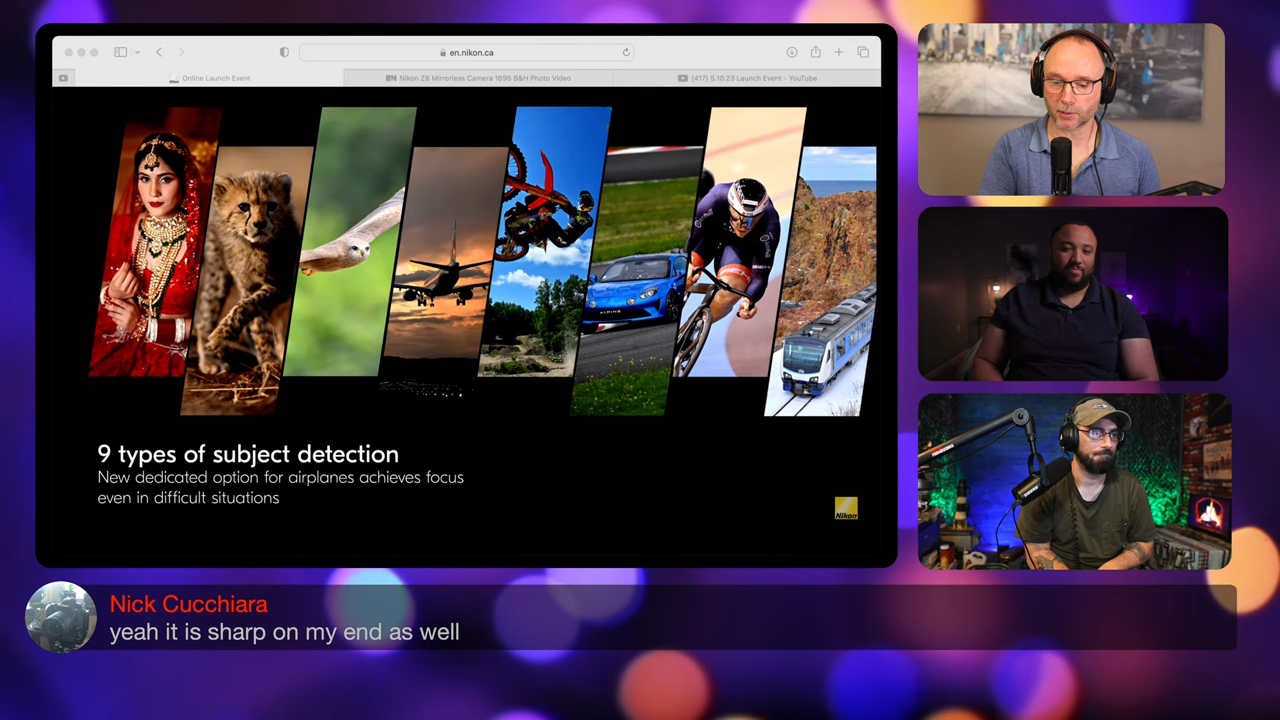 en.nikon.ca
Online Launch Event
Nikon Z8 Mirrorless Camera 1695 B&H Photo Video
(417) 5.10.23 Launch Event - YouTube
ALPINE
9 types of subject detection
New dedicated option for airplanes achieves focus
even in difficult situations
Nikon
Nick Cucchiara
yeah it is sharp on my end as well